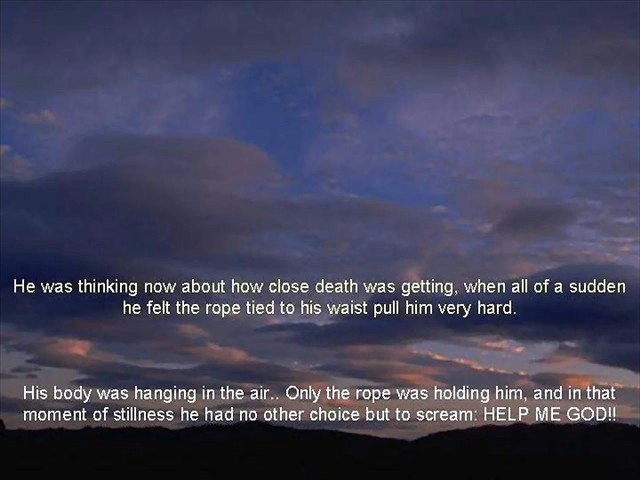 He was thinking now about how close death was getting, when all of a sudden
he felt the rope tied to his waist pull him very hard.
His body was hanging in the air.. Only the rope was holding him, and in that
moment of stillness he had no other choice but to scream: HELP ME GOD!!